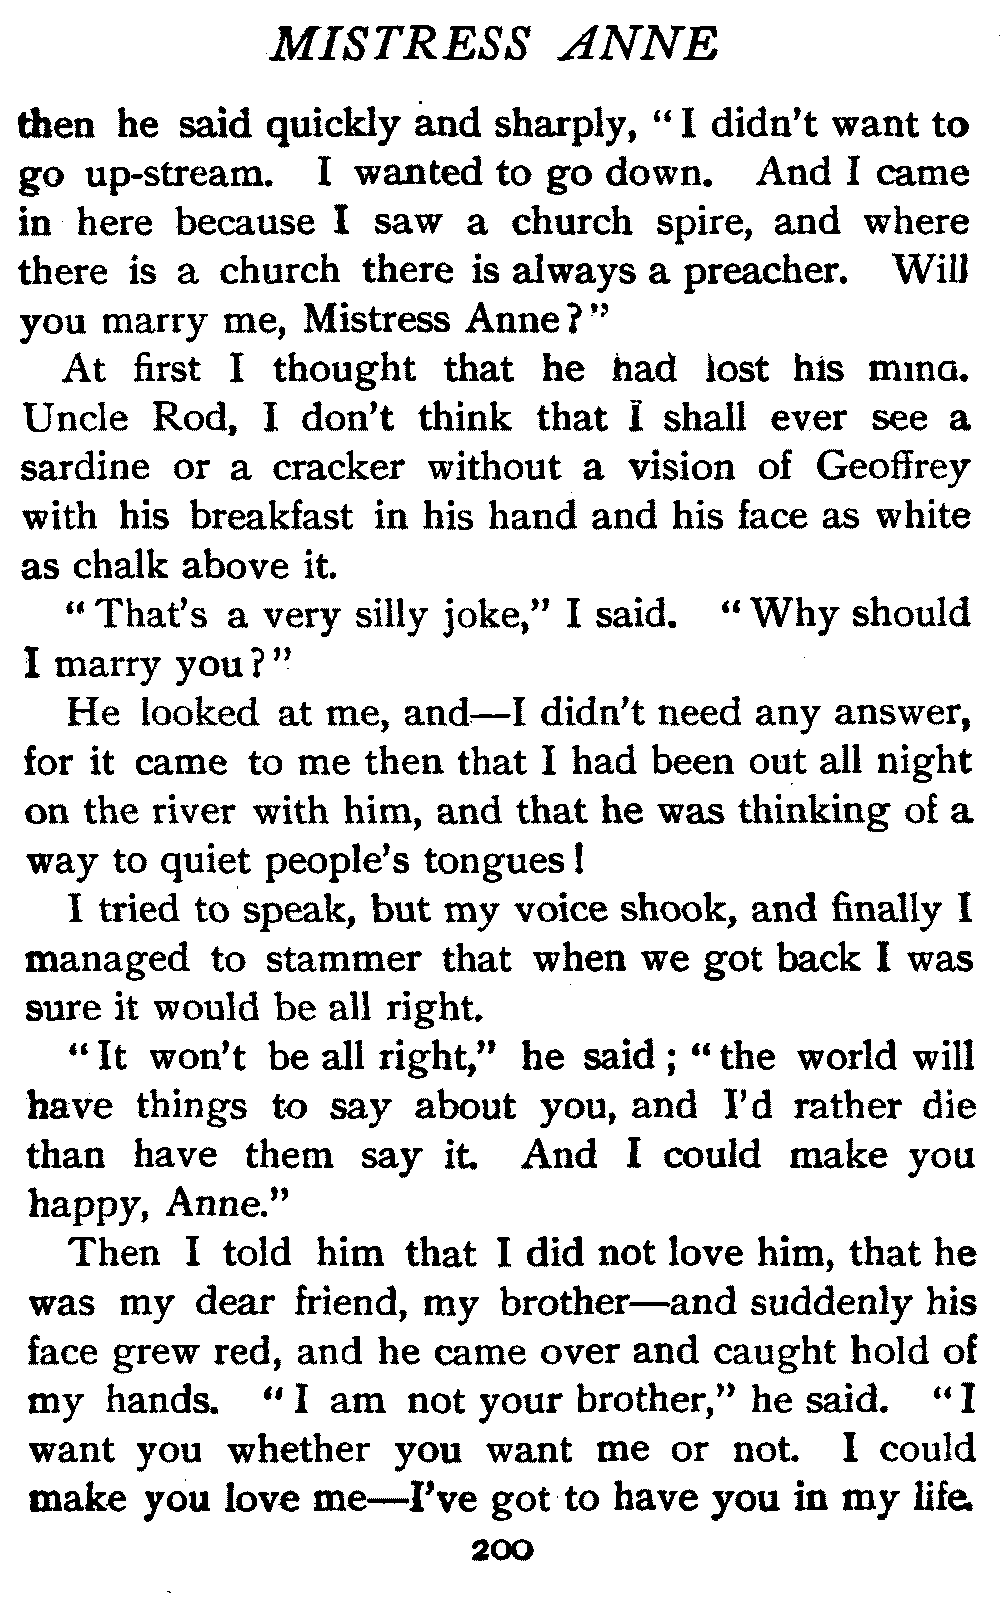 MISTRESS ANNE
then he said quickly and sharply, “I didn't want to
go up-stream. I wanted to go down. And I came
in here because I saw a church spire, and where
there is a church there is always a preacher. Will
you marry me, Mistress Anne?”
At first I thought that he had lost his mind.
Uncle Rod, I don't think that I shall ever see a
sardine or a cracker without a vision of Geoffrey
with his breakfast in his hand and his face as white
as chalk above it.
“That's a very silly joke,” I said. “Why should
I marry you?”
He looked at me, and—I didn't need any answer,
for it came to me then that I had been out all night
on the river with him, and that he was thinking of a
way to quiet people's tongues!
I tried to speak, but my voice shook, and finally I
managed to stammer that when we got back I was
sure it would be all right.
“It won't be all right,” he said; “the world will
have things to say about you, and I'd rather die
than have them say it. And I could make you
happy, Anne.”
Then I told him that I did not love him, that he
was my dear friend, my brother—and suddenly his
face grew red, and he came over and caught hold of
my hands. “I am not your brother,” he said. “I
want you whether you want me or not. I could
make you love me—I've got to have you in my life.
200